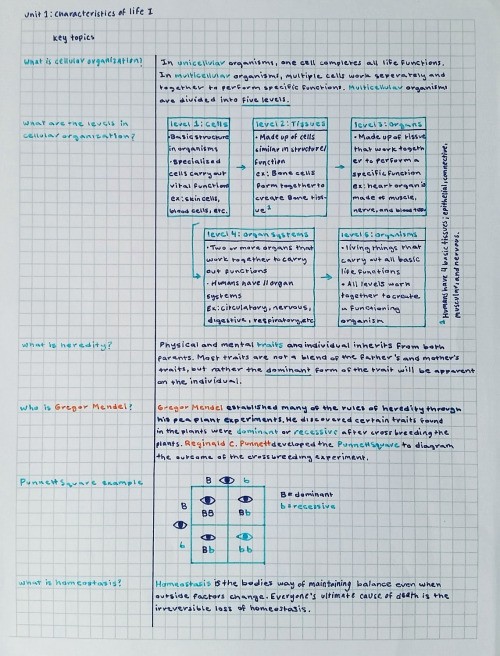 unit 1: characteristics of life I
key topics
what is cellular organization?
In unicellular organisms, one cell completes all life functions.
In multicellular organisms, multiple cells work seperately and
together to perform specific functions. Multicellular organisms
are divided into five levels.
what are the levels in
cellular organization?
level 1: cells
• Basic structure
in organisms
• specialised
cells carry out
vital functions
ex: skin cells,
blood cells, etc.
level 2: Tissues
• Made up of cells
similar in structure/
function
ex: Bone cells
form together to
create Bone tiss-
ue 1
level 3: organs
• Made up of tissue
that work togeth
er to perform a
specific function
ex: heart organ is
made of muscle,
nerve, and blood tissue
level 4: organ systems
• Two or more organs that
work together to carry
out functions
• Humans have 11 organ
systems
Ex: circulatory, nervous,
digestive, respiratory, etc
level 5: organisms
• living things that
carry out all basic
life functions
• All levels work
together to create
a functioning
organism
1 Humans have 4 basic tissues; epithelial, connective,
muscular, and nervous.
what is heredity?
Physical and mental traits an individual inherits from both
parents. Most traits are not a blend of the father's and mother's
traits, but rather the dominant form of the trait will be apparent
on the individual.
who is Gregor Mendel?
Gregor Mendel established many of the rules of heredity through
his pea plant experiments. He discovered certain traits found
in the plants were dominant or recessive after cross breeding the
plants. Reginald C. Punnett developed the Punnett Square to diagram
the outcome of the crossbreeding experiment.
Punnett Square example
B b
B BB Bb
b Bb bb
B = dominant
b = recessive
what is homeostasis?
Homeostasis is the bodies way of maintaining balance even when
outside factors change. Everyone's ultimate cause of death is the
irreversible loss of homeostasis.